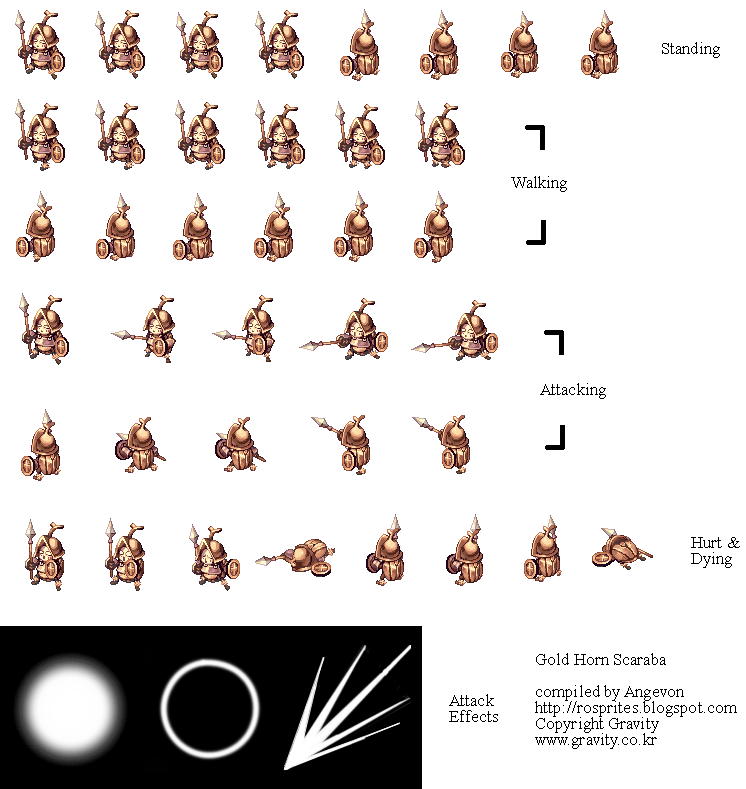 Standing
Walking
Attacking
Hurt &
Dying
Attack
Effects
Gold Horn Scaraba
compiled by Angevon
http://rosprites.blogspot.com
Copyright Gravity
www.gravity.co.kr